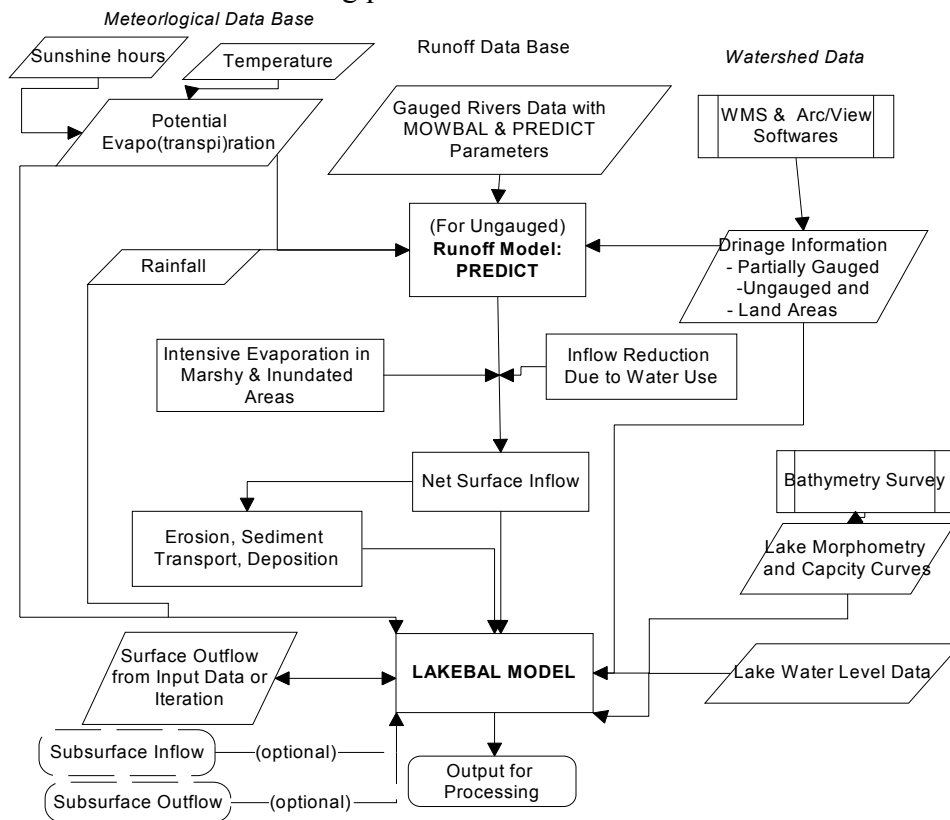 Meteorlogical Data Base
Runoff Data Base
Watershed Data
Sunshine hours
Temperature
Potential
Evapo(transpi)ration
Gauged Rivers Data with
MOWBAL & PREDICT
Parameters
WMS & Arc/View
Softwares
(For Ungauged)
Runoff Model:
PREDICT
Drinage Information
- Partially Gauged
-Ungauged and
- Land Areas
Rainfall
Intensive Evaporation in
Marshy & Inundated
Areas
Inflow Reduction
Due to Water Use
Net Surface Inflow
Bathymetry Survey
Erosion, Sediment
Transport, Deposition
Lake Morphometry
and Capcity Curves
Surface Outflow
from Input Data or
Iteration
LAKEBAL MODEL
Lake Water Level Data
Subsurface Inflow
(optional)
Subsurface Outflow
(optional)
Output for
Processing